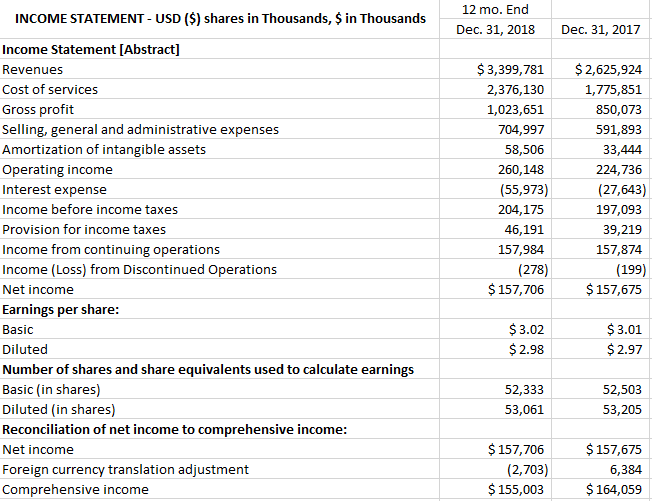 INCOME STATEMENT - USD ($) shares in Thousands, $ in Thousands 12 mo. End
Dec. 31, 2018 Dec. 31, 2017
Income Statement [Abstract]
Revenues $ 3,399,781 $ 2,625,924
Cost of services 2,376,130 1,775,851
Gross profit 1,023,651 850,073
Selling, general and administrative expenses 704,997 591,893
Amortization of intangible assets 58,506 33,444
Operating income 260,148 224,736
Interest expense (55,973) (27,643)
Income before income taxes 204,175 197,093
Provision for income taxes 46,191 39,219
Income from continuing operations 157,984 157,874
Income (Loss) from Discontinued Operations (278) (199)
Net income $ 157,706 $ 157,675
Earnings per share:
Basic $ 3.02 $ 3.01
Diluted $ 2.98 $ 2.97
Number of shares and share equivalents used to calculate earnings
Basic (in shares) 52,333 52,503
Diluted (in shares) 53,061 53,205
Reconciliation of net income to comprehensive income:
Net income $ 157,706 $ 157,675
Foreign currency translation adjustment (2,703) 6,384
Comprehensive income $ 155,003 $ 164,059